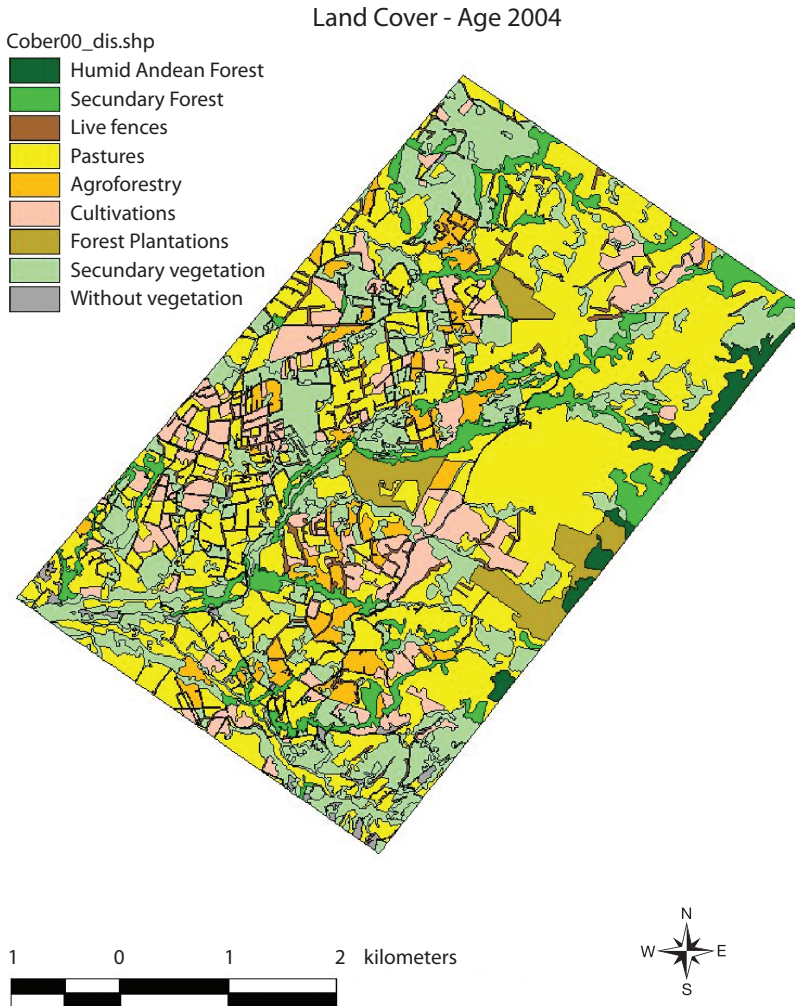 Land Cover - Age 2004
Cober00_dis.shp
Humid Andean Forest
Secundary Forest
Live fences
Pastures
Agroforestry
Cultivations
Forest Plantations
Secundary vegetation
Without vegetation
1 0 1 2 kilometers
N
W E
S